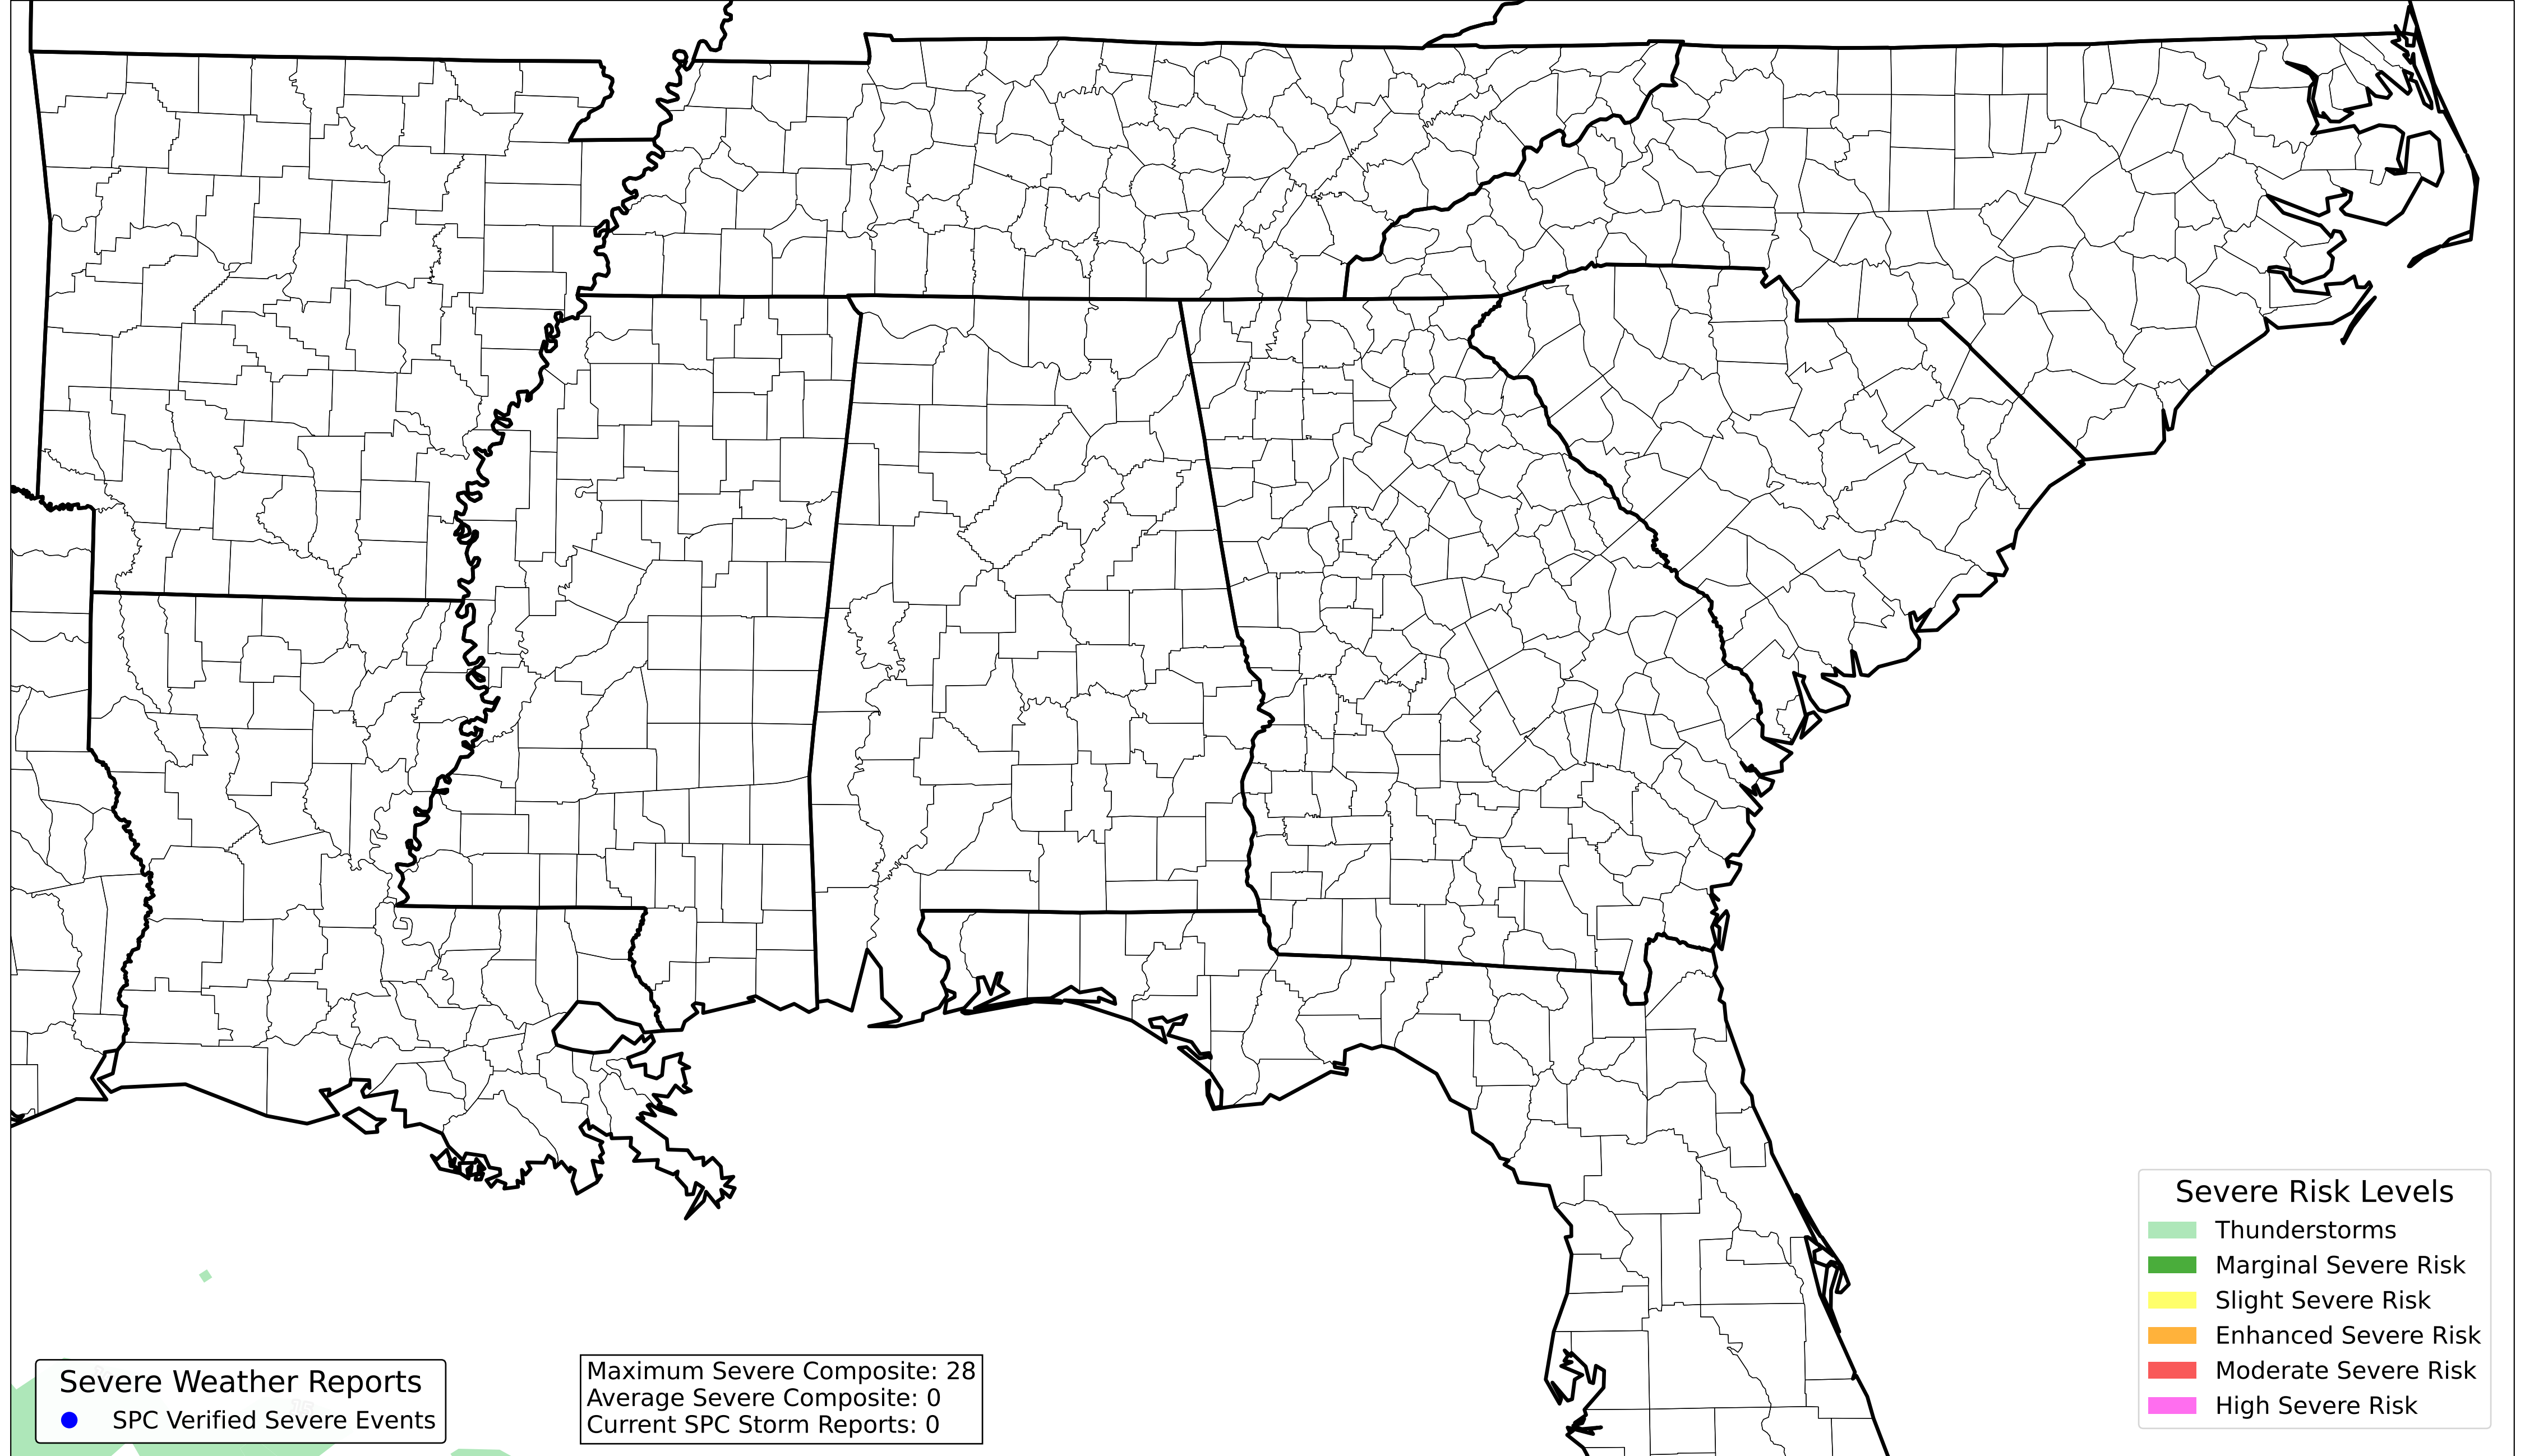 Severe Risk Levels
Thunderstorms
Marginal Severe Risk
Slight Severe Risk
Enhanced Severe Risk
Moderate Severe Risk
High Severe Risk
Severe Weather Reports
SPC Verified Severe Events
Maximum Severe Composite: 28
Average Severe Composite: 0
Current SPC Storm Reports: 0